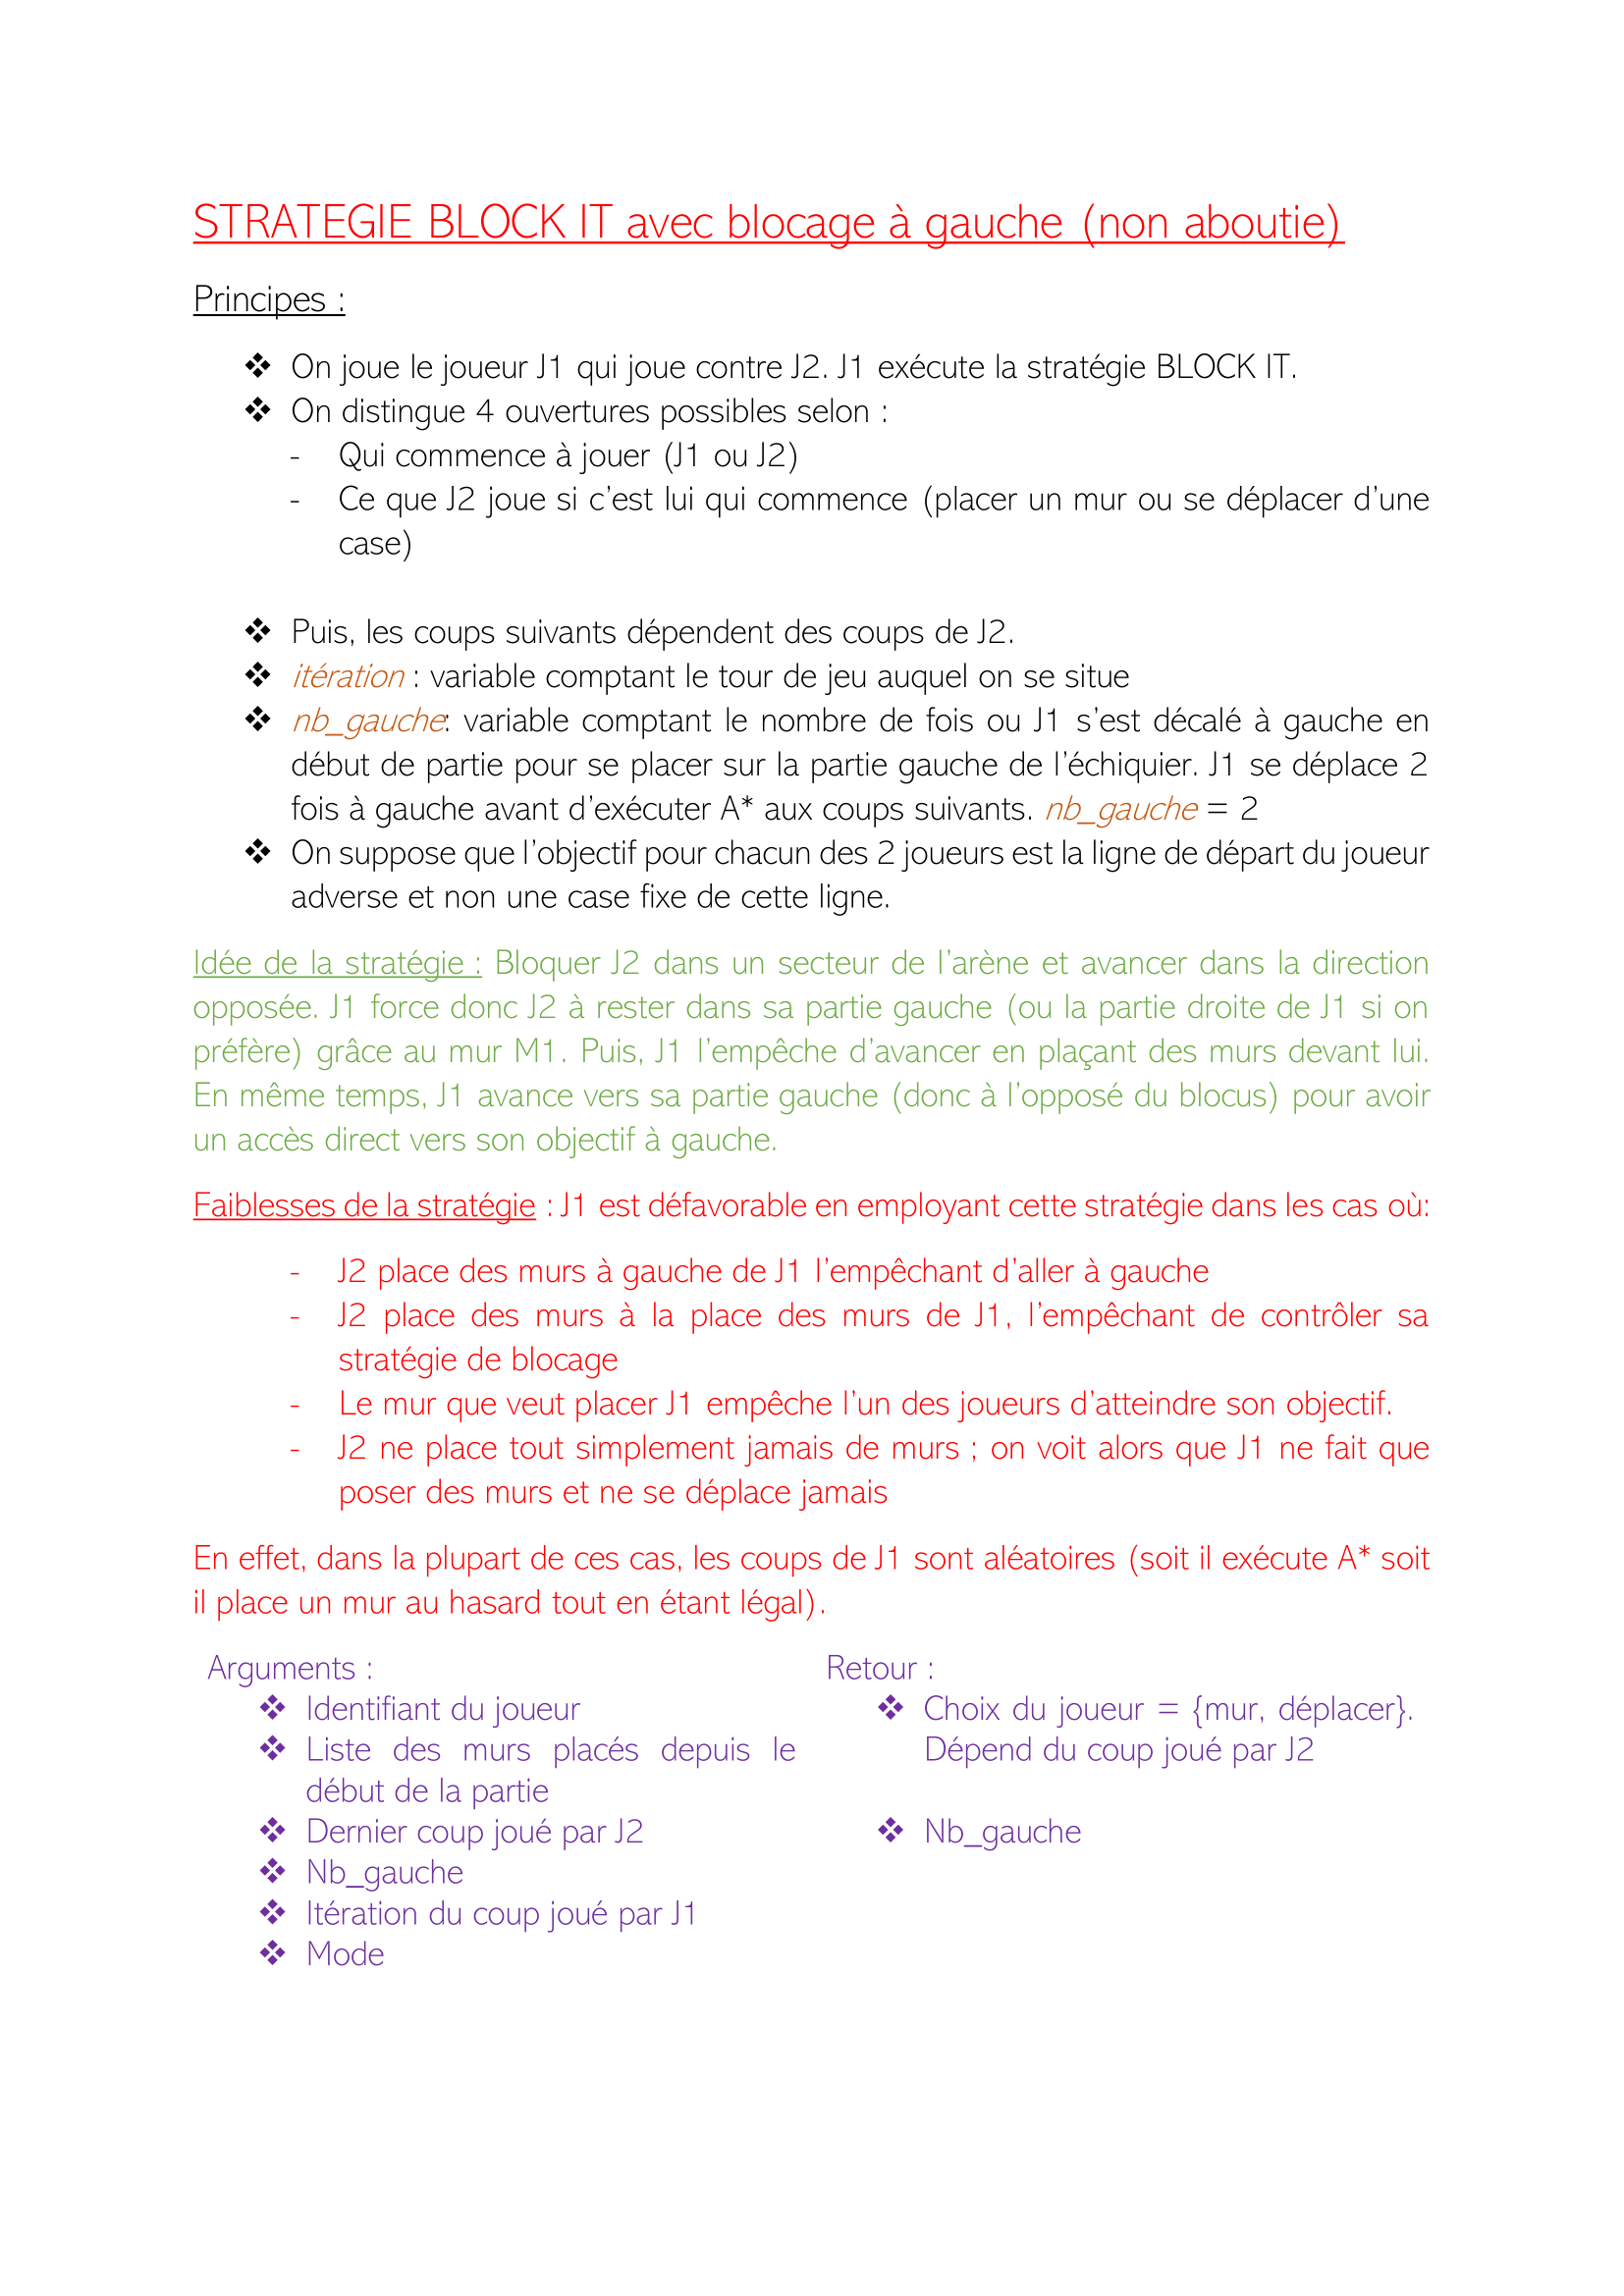 STRATEGIE BLOCK IT avec blocage à gauche (non aboutie)
Principes :
❖ On joue le joueur J1 qui joue contre J2. J1 exécute la stratégie BLOCK IT.
❖ On distingue 4 ouvertures possibles selon :
- Qui commence à jouer (J1 ou J2)
- Ce que J2 joue si c’est lui qui commence (placer un mur ou se déplacer d’une
case)
❖ Puis, les coups suivants dépendent des coups de J2.
❖ itération : variable comptant le tour de jeu auquel on se situe
❖ nb_gauche: variable comptant le nombre de fois ou J1 s’est décalé à gauche en
début de partie pour se placer sur la partie gauche de l’échiquier. J1 se déplace 2
fois à gauche avant d’exécuter A* aux coups suivants. nb_gauche = 2
❖ On suppose que l’objectif pour chacun des 2 joueurs est la ligne de départ du joueur
adverse et non une case fixe de cette ligne.
Idée de la stratégie : Bloquer J2 dans un secteur de l’arène et avancer dans la direction
opposée. J1 force donc J2 à rester dans sa partie gauche (ou la partie droite de J1 si on
préfère) grâce au mur M1. Puis, J1 l’empêche d’avancer en plaçant des murs devant lui.
En même temps, J1 avance vers sa partie gauche (donc à l’opposé du blocus) pour avoir
un accès direct vers son objectif à gauche.
Faiblesses de la stratégie : J1 est défavorable en employant cette stratégie dans les cas où:
- J2 place des murs à gauche de J1 l’empêchant d’aller à gauche
- J2 place des murs à la place des murs de J1, l’empêchant de contrôler sa
stratégie de blocage
- Le mur que veut placer J1 empêche l’un des joueurs d’atteindre son objectif.
- J2 ne place tout simplement jamais de murs ; on voit alors que J1 ne fait que
poser des murs et ne se déplace jamais
En effet, dans la plupart de ces cas, les coups de J1 sont aléatoires (soit il exécute A* soit
il place un mur au hasard tout en étant légal).
Arguments :
❖ Identifiant du joueur
❖ Liste des murs placés depuis le
début de la partie
❖ Dernier coup joué par J2
❖ Nb_gauche
❖ Itération du coup joué par J1
❖ Mode
Retour :
❖ Choix du joueur = {mur, déplacer}.
Dépend du coup joué par J2
❖ Nb_gauche